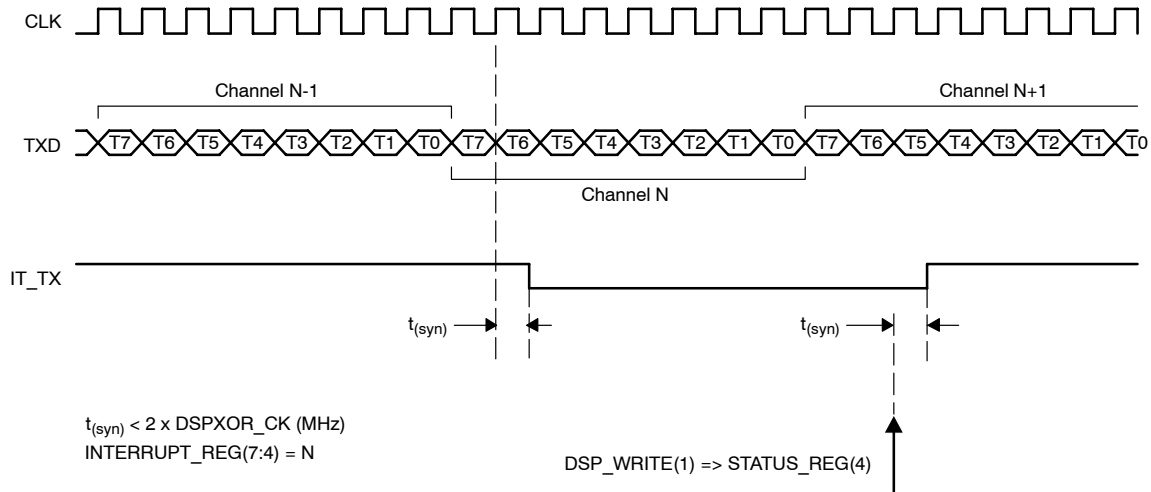 CLK
Channel N-1
Channel N+1
TXD T7 T6 T5 T4 T3 T2 T1 T0 T7 T6 T5 T4 T3 T2 T1 T0 T7 T6 T5 T4 T3 T2 T1 T0
Channel N
IT_TX
t(syn) t(syn)
t(syn) < 2 x DSPXOR_CK (MHz)
INTERRUPT_REG(7:4) = N
DSP_WRITE(1) => STATUS_REG(4)